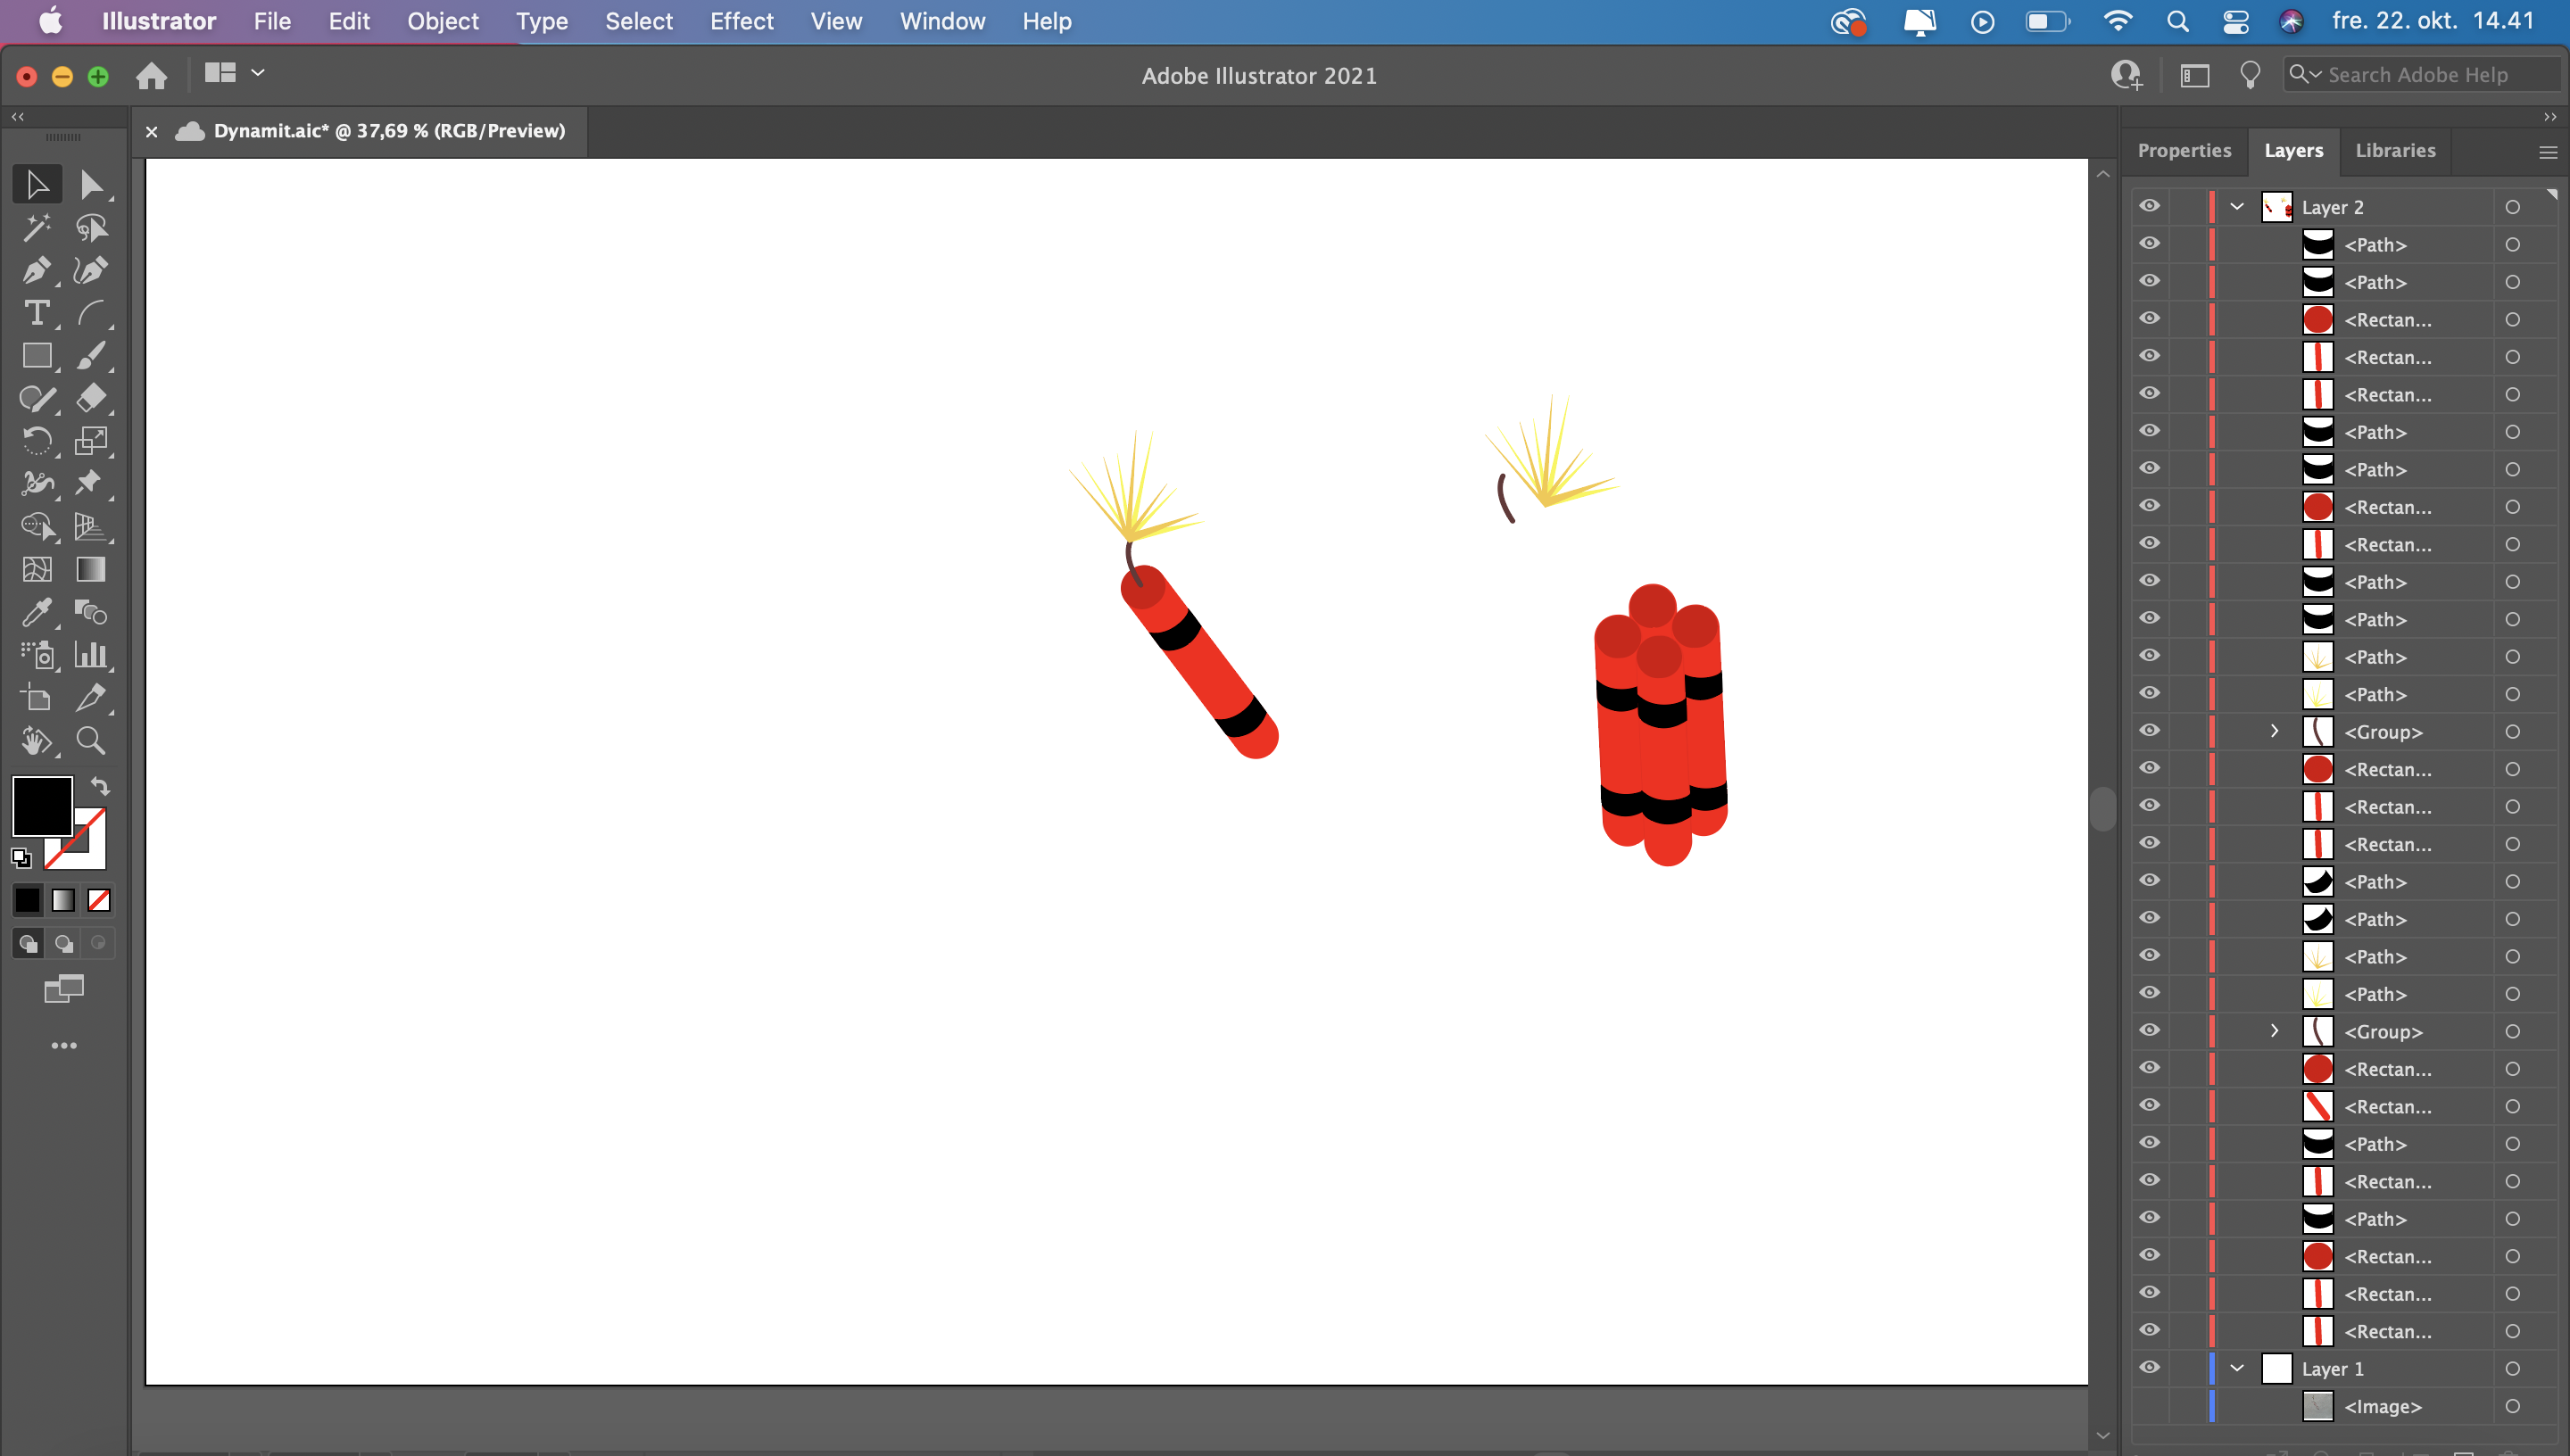 Illustrator File Edit Object Type Select Effect View Window Help fre. 22. okt. 14.41
Adobe Illustrator 2021
Search Adobe Help
Dynamit.aic* @ 37,69 % (RGB/Preview)
Properties Layers Libraries
Layer 2
<Path>
<Path>
<Rectan...
<Rectan...
<Rectan...
<Path>
<Path>
<Rectan...
<Rectan...
<Path>
<Path>
<Path>
<Path>
<Group>
<Rectan...
<Rectan...
<Rectan...
<Path>
<Path>
<Path>
<Path>
<Group>
<Rectan...
<Rectan...
<Path>
<Rectan...
<Path>
<Rectan...
<Rectan...
<Rectan...
Layer 1
<Image>